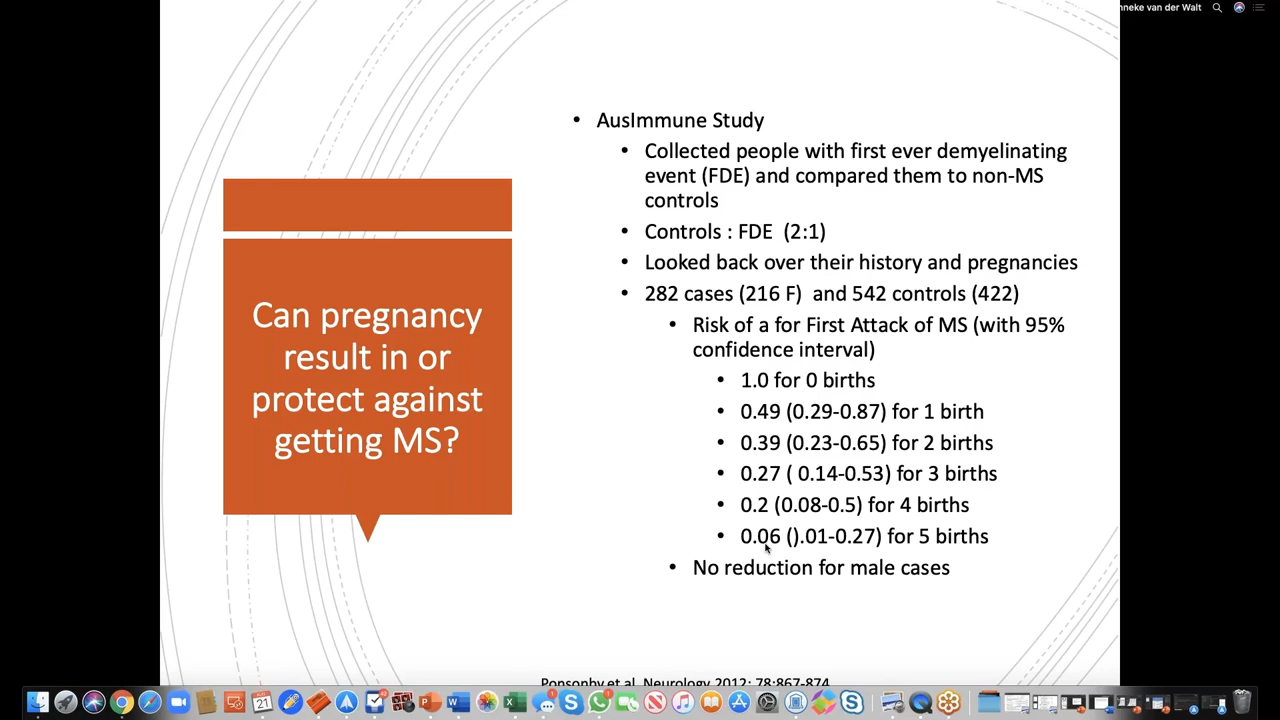 nneke van der Walt
Can pregnancy
result in or
protect against
getting MS?
• AusImmune Study
• Collected people with first ever demyelinating
event (FDE) and compared them to non-MS
controls
• Controls : FDE (2:1)
• Looked back over their history and pregnancies
• 282 cases (216 F) and 542 controls (422)
• Risk of a for First Attack of MS (with 95%
confidence interval)
• 1.0 for 0 births
• 0.49 (0.29-0.87) for 1 birth
• 0.39 (0.23-0.65) for 2 births
• 0.27 ( 0.14-0.53) for 3 births
• 0.2 (0.08-0.5) for 4 births
• 0.06 ().01-0.27) for 5 births
• No reduction for male cases
Ponsonby et al. Neurology 2012; 78:867-874